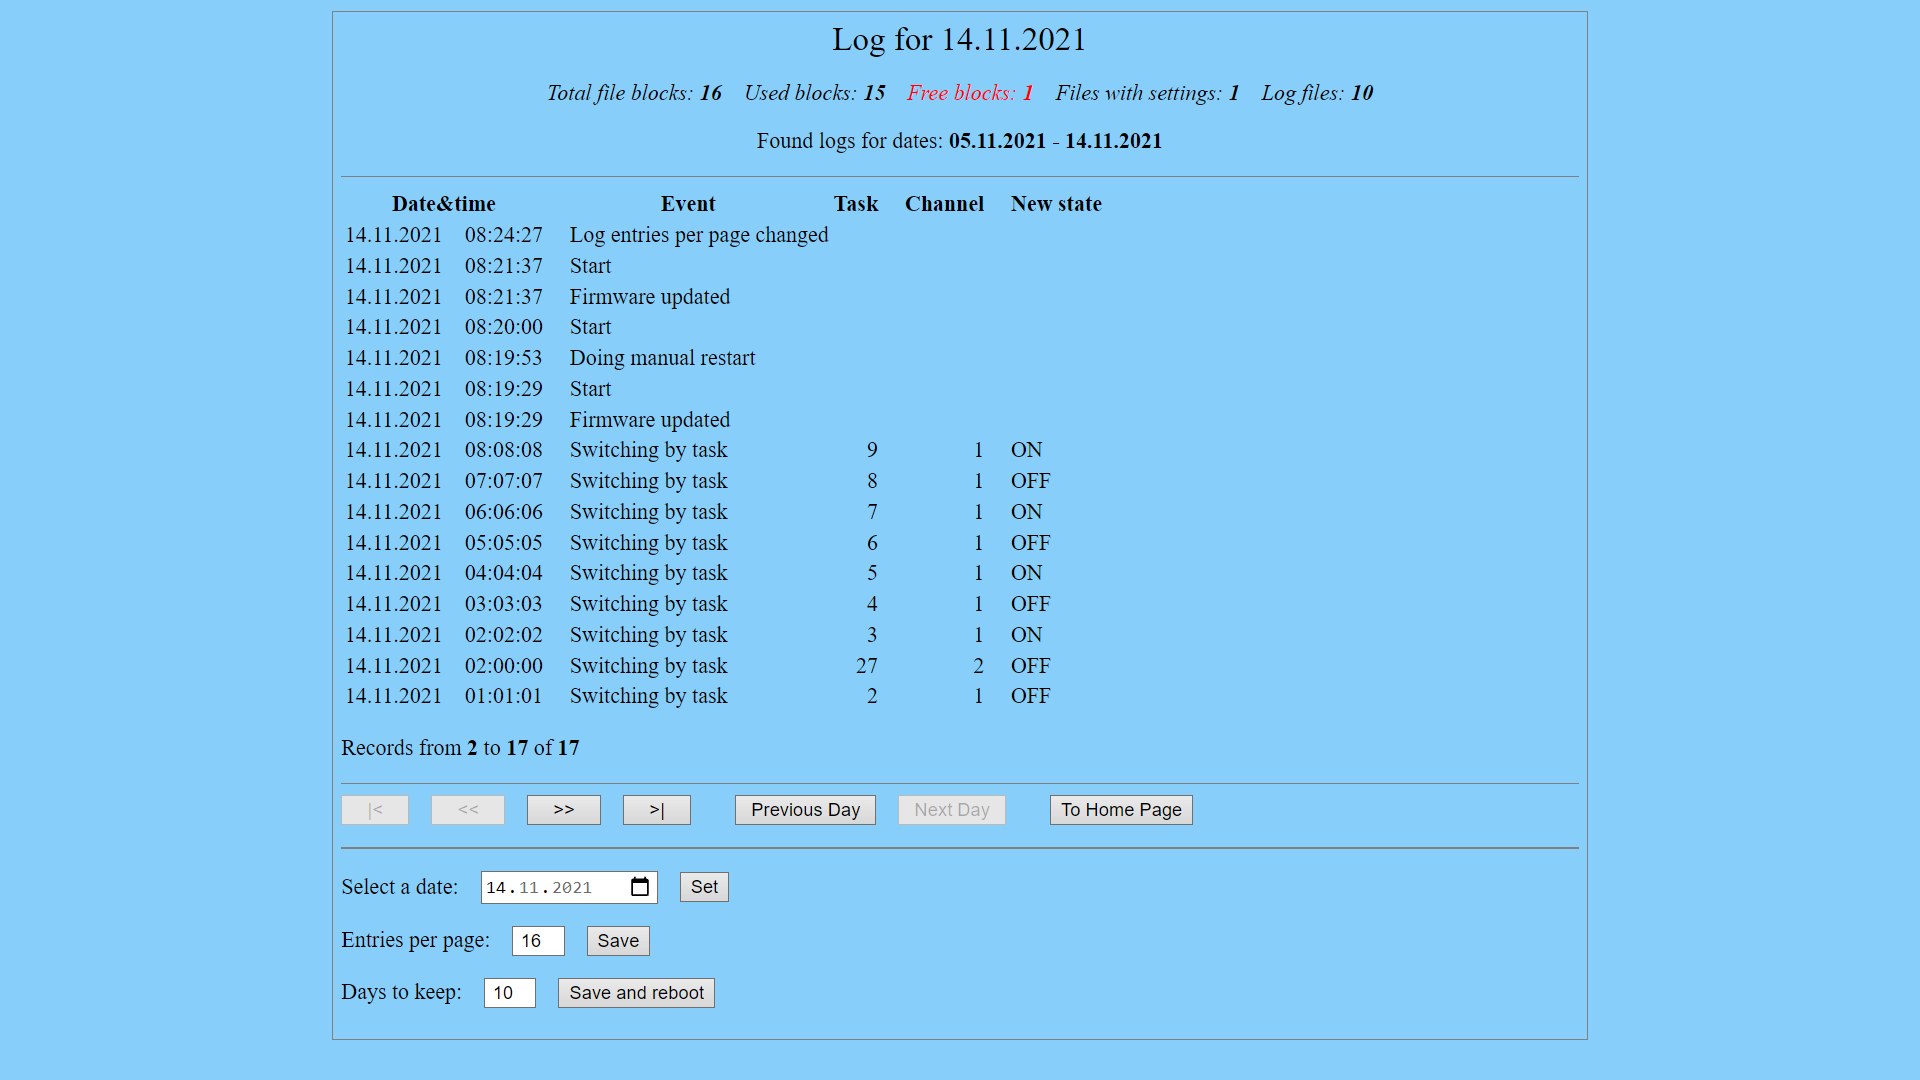 Log for 14.11.2021
Total file blocks: 16 Used blocks: 15 Free blocks: 1 Files with settings: 1 Log files: 10
Found logs for dates: 05.11.2021 - 14.11.2021
Date&time Event Task Channel New state
14.11.2021 08:24:27 Log entries per page changed
14.11.2021 08:21:37 Start
14.11.2021 08:21:37 Firmware updated
14.11.2021 08:20:00 Start
14.11.2021 08:19:53 Doing manual restart
14.11.2021 08:19:29 Start
14.11.2021 08:19:29 Firmware updated
14.11.2021 08:08:08 Switching by task 9 1 ON
14.11.2021 07:07:07 Switching by task 8 1 OFF
14.11.2021 06:06:06 Switching by task 7 1 ON
14.11.2021 05:05:05 Switching by task 6 1 OFF
14.11.2021 04:04:04 Switching by task 5 1 ON
14.11.2021 03:03:03 Switching by task 4 1 OFF
14.11.2021 02:02:02 Switching by task 3 1 ON
14.11.2021 02:00:00 Switching by task 27 2 OFF
14.11.2021 01:01:01 Switching by task 2 1 OFF
Records from 2 to 17 of 17
|< << >> >| Previous Day Next Day To Home Page
Select a date: 14.11.2021 Set
Entries per page: 16 Save
Days to keep: 10 Save and reboot